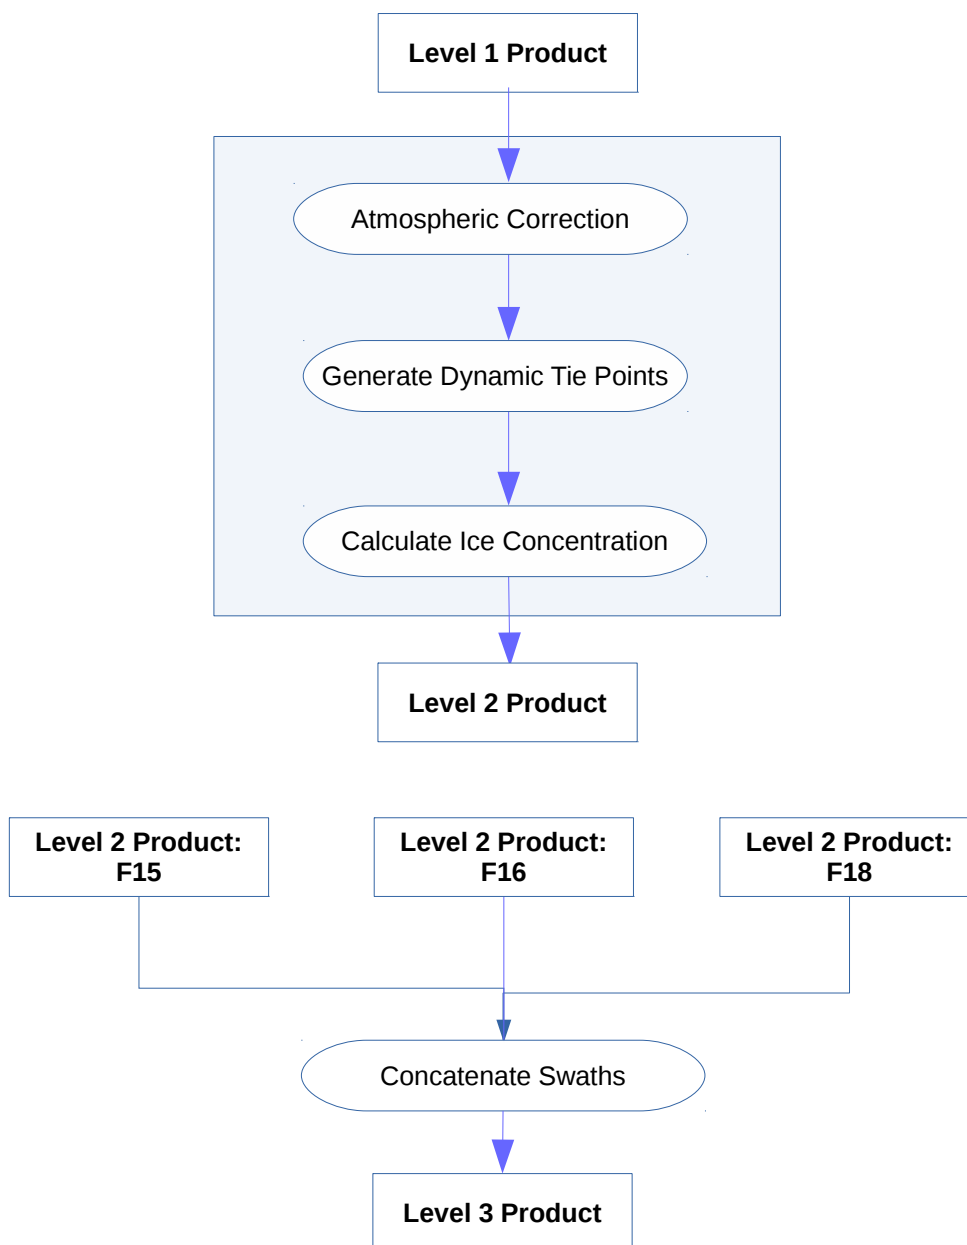 Level 1 Product
Atmospheric Correction
Generate Dynamic Tie Points
Calculate Ice Concentration
Level 2 Product
Level 2 Product:
F15
Level 2 Product:
F16
Level 2 Product:
F18
Concatenate Swaths
Level 3 Product